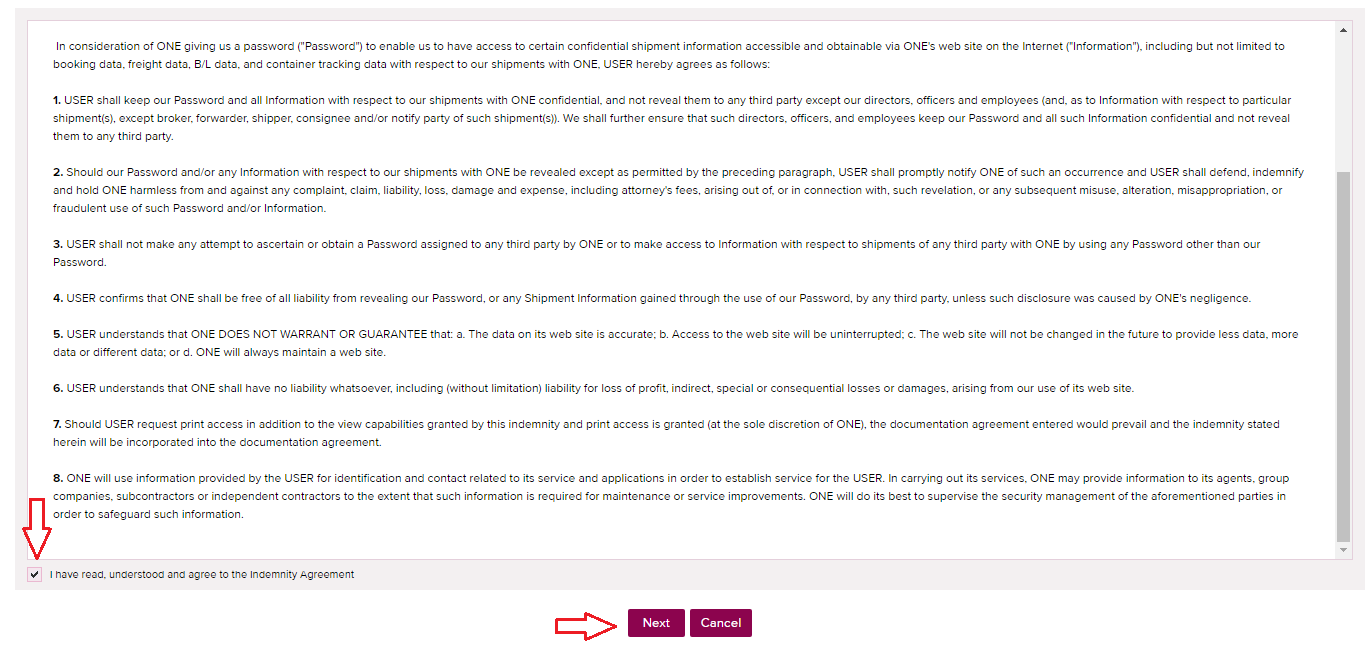 In consideration of ONE giving us a password ("Password") to enable us to have access to certain confidential shipment information accessible and obtainable via ONE's web site on the Internet ("Information"), including but not limited to
booking data, freight data, B/L data, and container tracking data with respect to our shipments with ONE, USER hereby agrees as follows:
1. USER shall keep our Password and all Information with respect to our shipments with ONE confidential, and not reveal them to any third party except our directors, officers and employees (and, as to Information with respect to particular
shipment(s), except broker, forwarder, shipper, consignee and/or notify party of such shipment(s)). We shall further ensure that such directors, officers, and employees keep our Password and all such Information confidential and not reveal
them to any third party.
2. Should our Password and/or any Information with respect to our shipments with ONE be revealed except as permitted by the preceding paragraph, USER shall promptly notify ONE of such an occurrence and USER shall defend, indemnify
and hold ONE harmless from and against any complaint, claim, liability, loss, damage and expense, including attorney's fees, arising out of, or in connection with, such revelation, or any subsequent misuse, alteration, misappropriation, or
fraudulent use of such Password and/or Information.
3. USER shall not make any attempt to ascertain or obtain a Password assigned to any third party by ONE or to make access to Information with respect to shipments of any third party with ONE by using any Password other than our
Password.
4. USER confirms that ONE shall be free of all liability from revealing our Password, or any Shipment Information gained through the use of our Password, by any third party, unless such disclosure was caused by ONE's negligence.
5. USER understands that ONE DOES NOT WARRANT OR GUARANTEE that: a. The data on its web site is accurate; b. Access to the web site will be uninterrupted; c. The web site will not be changed in the future to provide less data, more
data or different data; or d. ONE will always maintain a web site.
6. USER understands that ONE shall have no liability whatsoever, including (without limitation) liability for loss of profit, indirect, special or consequential losses or damages, arising from our use of its web site.
7. Should USER request print access in addition to the view capabilities granted by this indemnity and print access is granted (at the sole discretion of ONE), the documentation agreement entered would prevail and the indemnity stated
herein will be incorporated into the documentation agreement.
8. ONE will use information provided by the USER for identification and contact related to its service and applications in order to establish service for the USER. In carrying out its services, ONE may provide information to its agents, group
companies, subcontractors or independent contractors to the extent that such information is required for maintenance or service improvements. ONE will do its best to supervise the security management of the aforementioned parties in
order to safeguard such information.
I have read, understood and agree to the Indemnity Agreement
Next Cancel